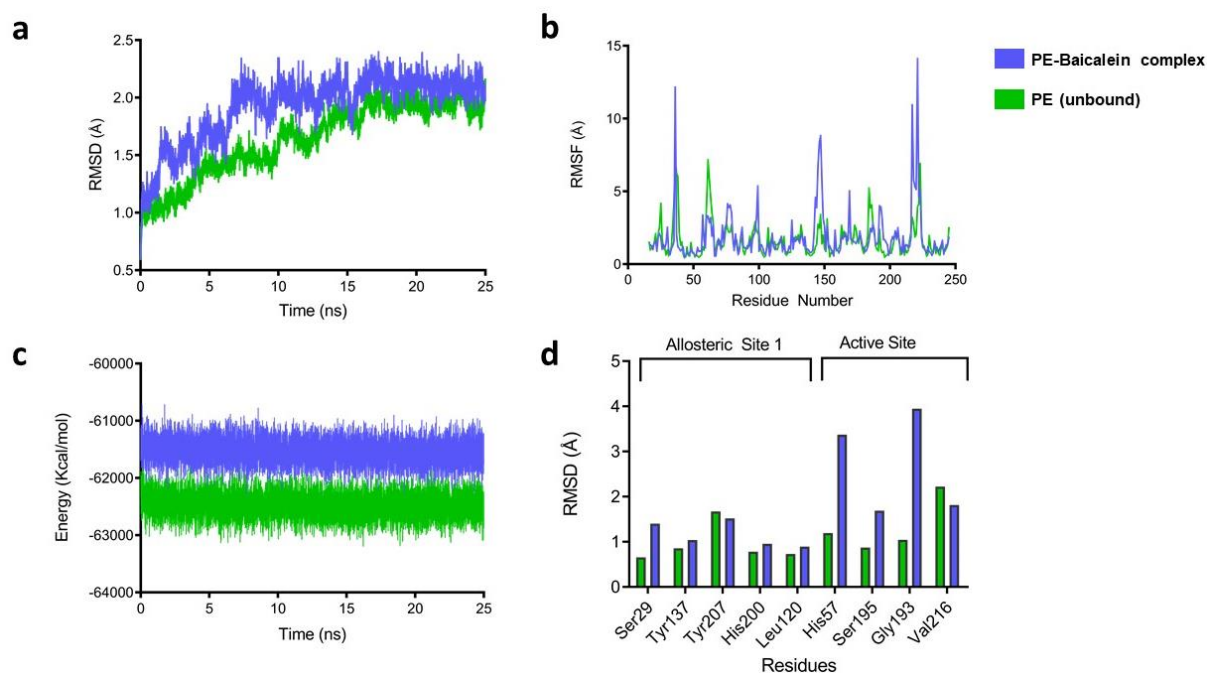 a
2.5
2.0
1.5
1.0
0.5
RMSD (Å)
0 5 10 15 20 25
Time (ns)
b
15
10
5
0
RMSF (Å)
0 50 100 150 200 250
Residue Number
PE-Baicalein complex
PE (unbound)
c
-60000
-61000
-62000
-63000
-64000
Energy (Kcal/mol)
0 5 10 15 20 25
Time (ns)
d
Allosteric Site 1 Active Site
5
4
3
2
1
0
RMSD (Å)
Ser29 Tyr137 Tyr207 His200 Leu120 His57 Ser195 Gly193 Val216
Residues